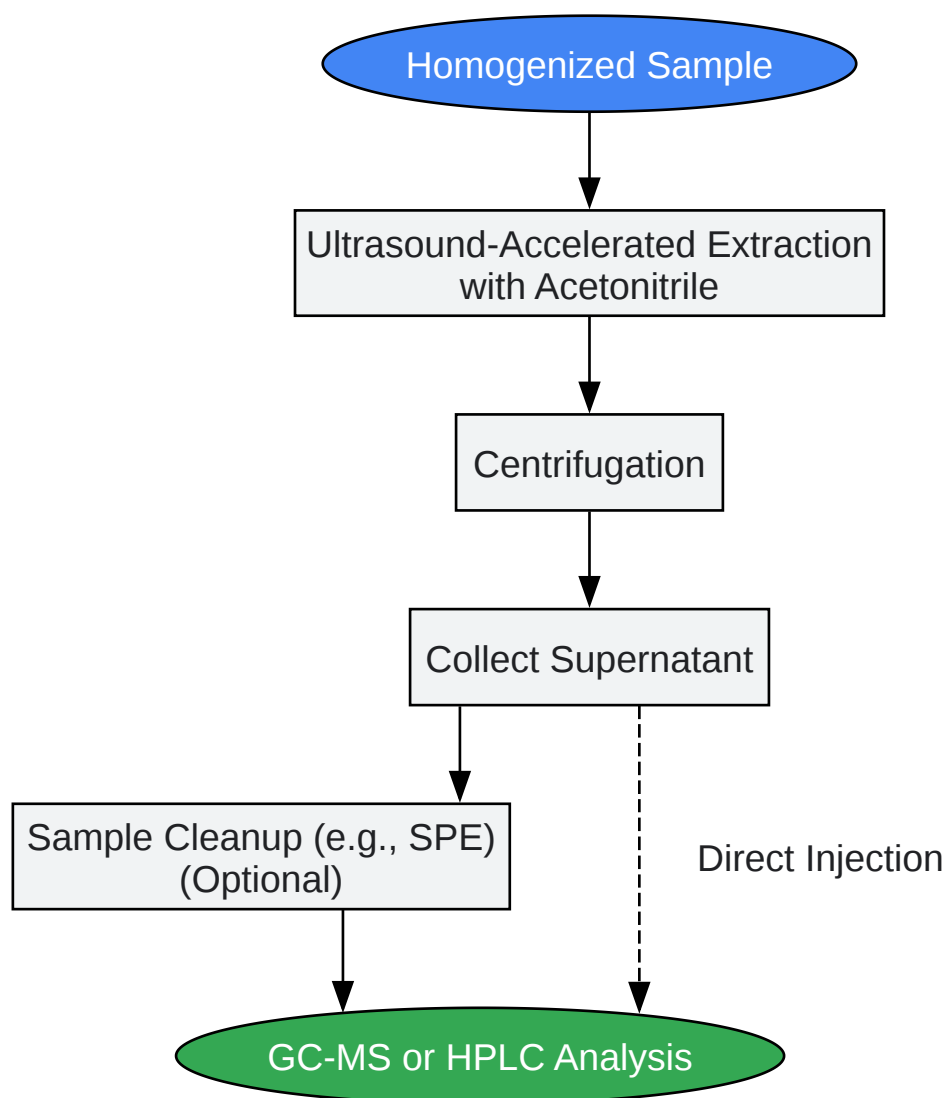 Homogenized Sample
Ultrasound-Accelerated Extraction
with Acetonitrile
Centrifugation
Collect Supernatant
Sample Cleanup (e.g., SPE)
(Optional)
Direct Injection
GC-MS or HPLC Analysis